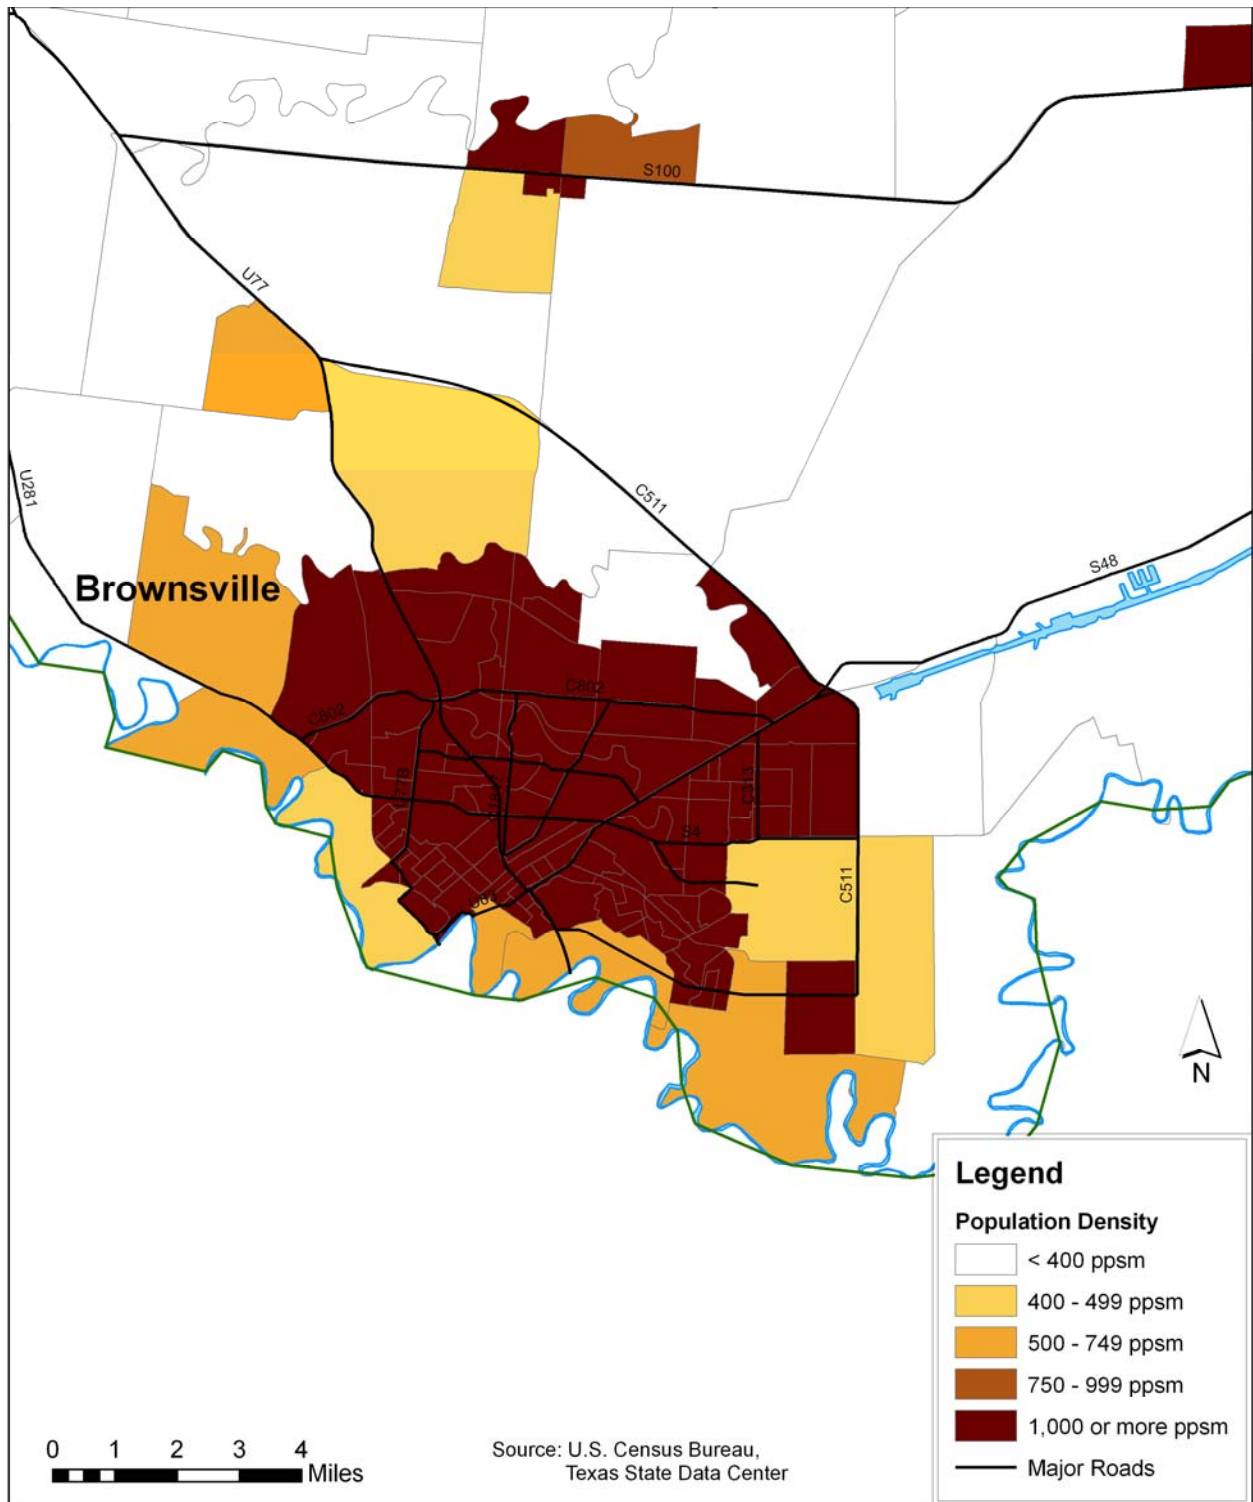 S100
U77
U281
C511
S48
Brownsville
C802
C802
U77B
C313
S4
C511
N
Legend
Population Density
< 400 ppsm
400 - 499 ppsm
500 - 749 ppsm
750 - 999 ppsm
1,000 or more ppsm
Major Roads
0 1 2 3 4
Miles
Source: U.S. Census Bureau,
Texas State Data Center